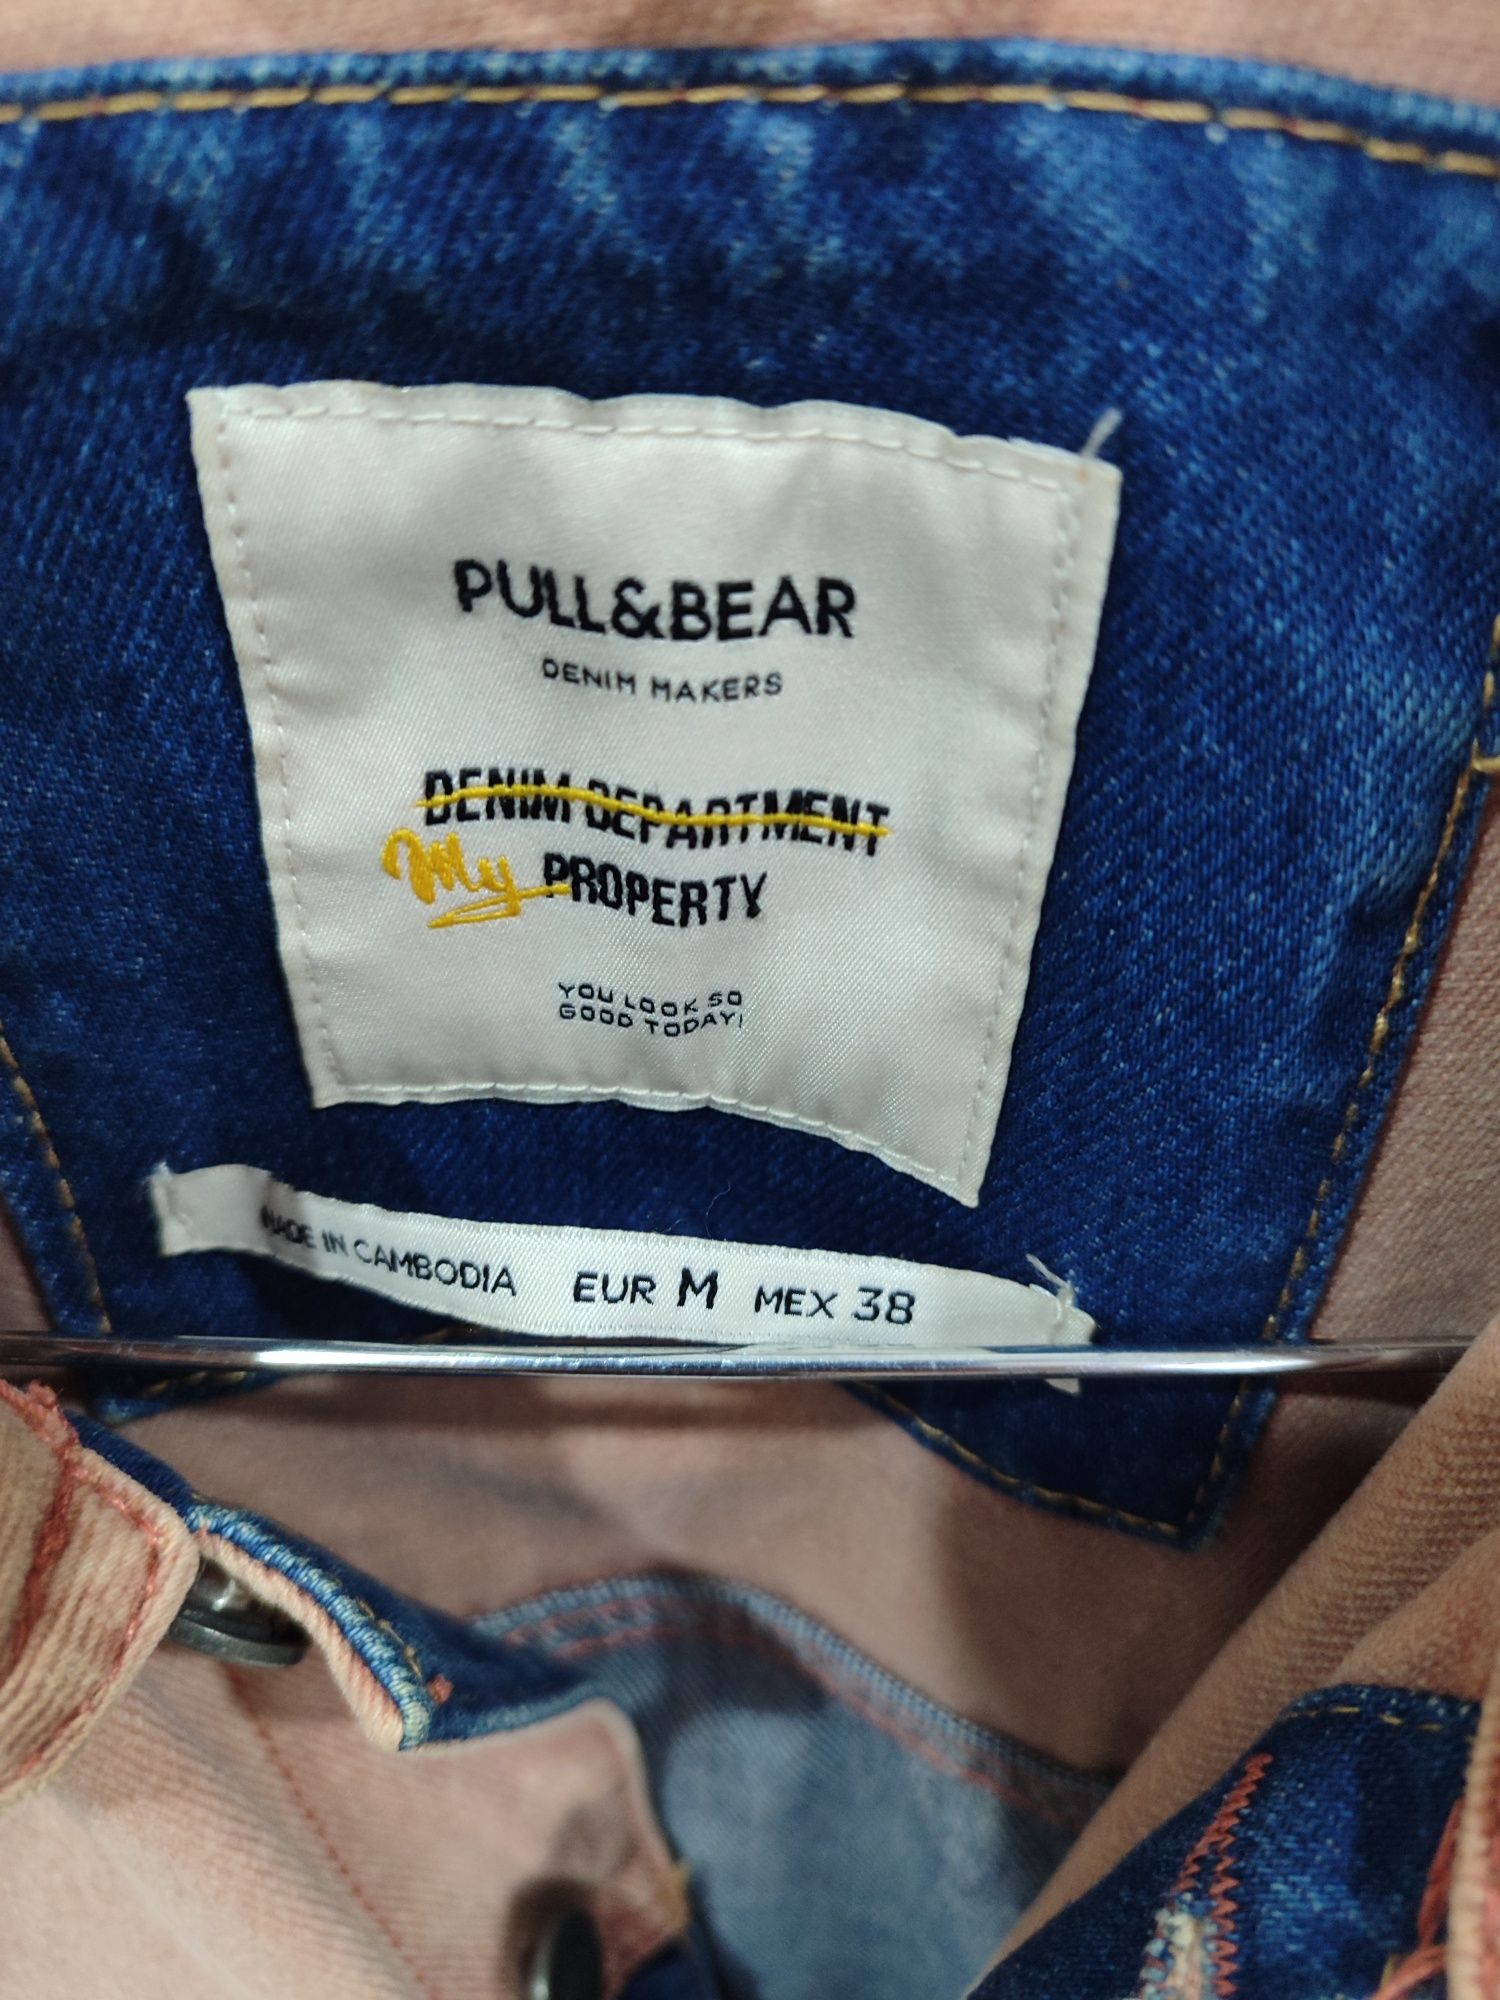 PULL&BEAR
DENIM MAKERS
DENIM DEPARTMENT
My PROPERTY
YOU LOOK SO
GOOD TODAY!
MADE IN CAMBODIA EUR M MEX 38